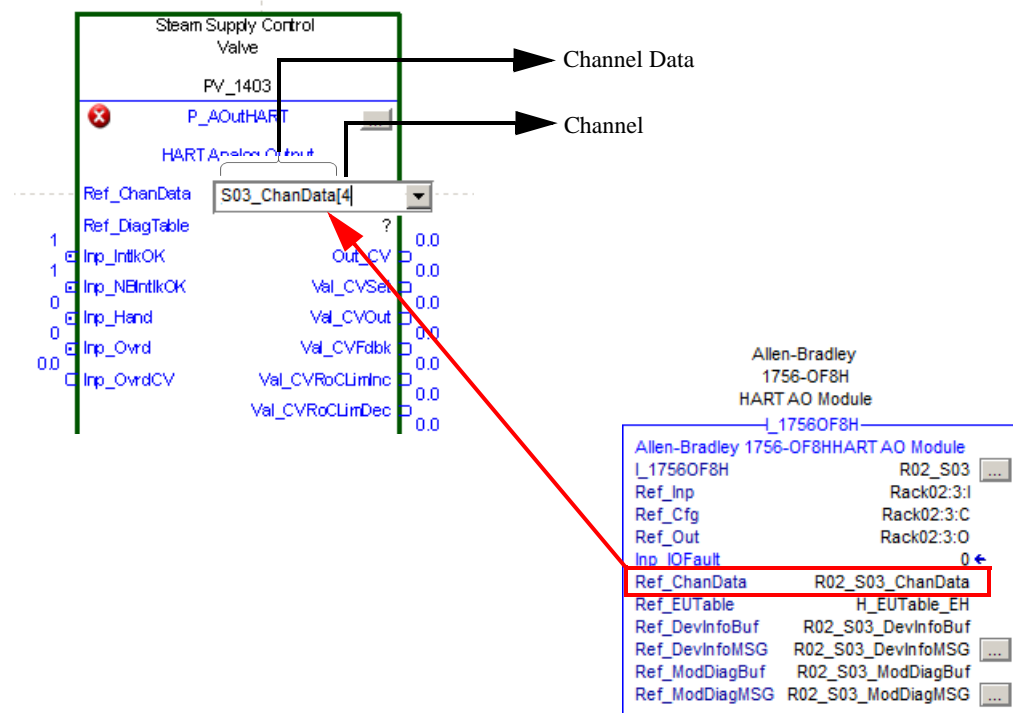 Steam Supply Control
Valve
PV_1403
P_AOutHART ...
HART Analog Output
Ref_ChanData S03_ChanData[4
Ref_DiagTable ?
1 Inp_IntlkOK Out_CV 0.0
1 Inp_NBIntlkOK Val_CVSet 0.0
0 Inp_Hand Val_CVOut 0.0
0 Inp_Ovrd Val_CVFdbk 0.0
0.0 Inp_OvrdCV Val_CVRoCLimInc 0.0
Val_CVRoCLimDec 0.0
0.0
Channel Data
Channel
Allen-Bradley
1756-OF8H
HART AO Module
I_1756OF8H
Allen-Bradley 1756-OF8HHART AO Module
I_1756OF8H R02_S03 ...
Ref_Inp Rack02:3:I
Ref_Cfg Rack02:3:C
Ref_Out Rack02:3:O
Inp_IOFault 0
Ref_ChanData R02_S03_ChanData
Ref_EUTable H_EUTable_EH
Ref_DevInfoBuf R02_S03_DevInfoBuf
Ref_DevInfoMSG R02_S03_DevInfoMSG ...
Ref_ModDiagBuf R02_S03_ModDiagBuf
Ref_ModDiagMSG R02_S03_ModDiagMSG ...